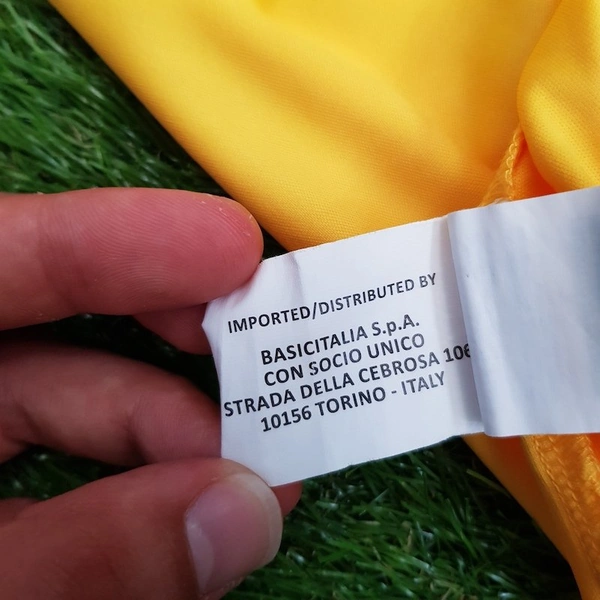 IMPORTED/DISTRIBUTED BY
BASICITALIA S.p.A.
CON SOCIO UNICO
STRADA DELLA CEBROSA 106
10156 TORINO - ITALY